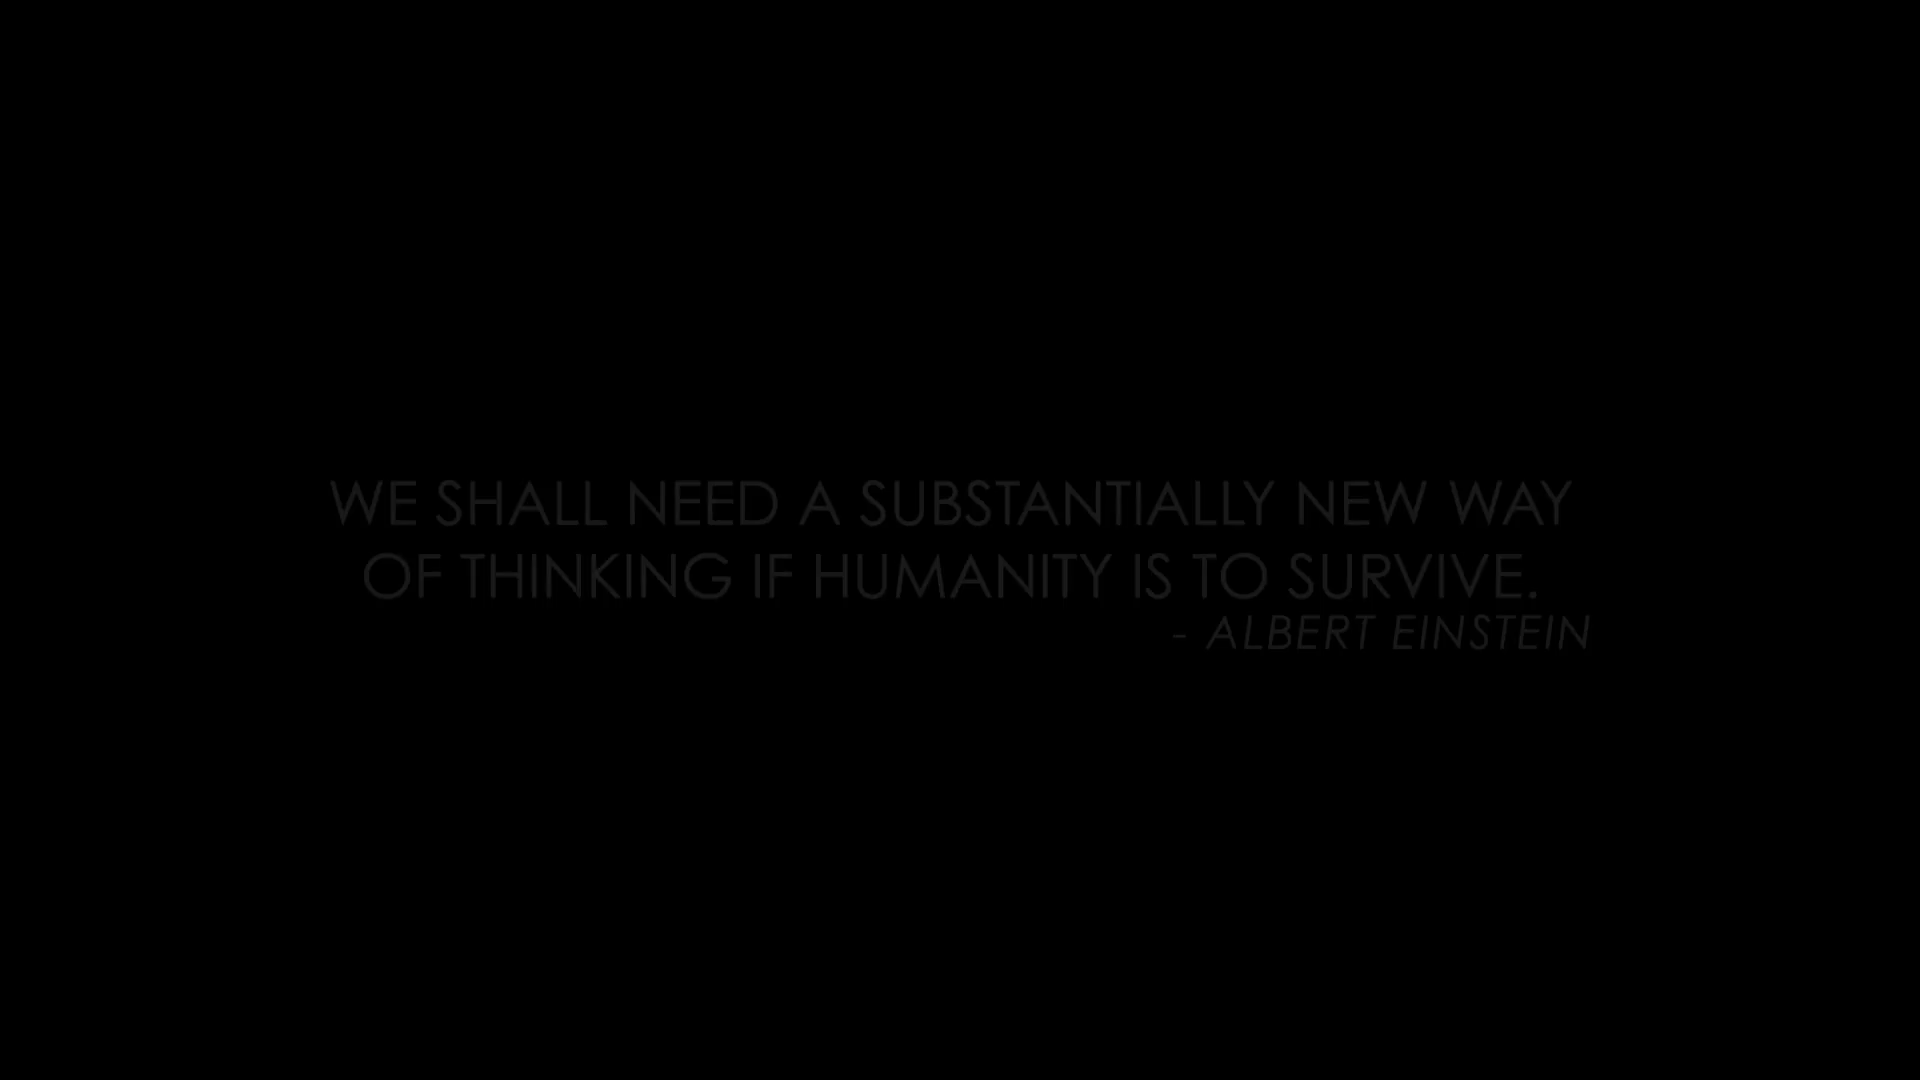 WE SHALL NEED A SUBSTANTIALLY NEW WAY
OF THINKING IF HUMANITY IS TO SURVIVE.
- ALBERT EINSTEIN